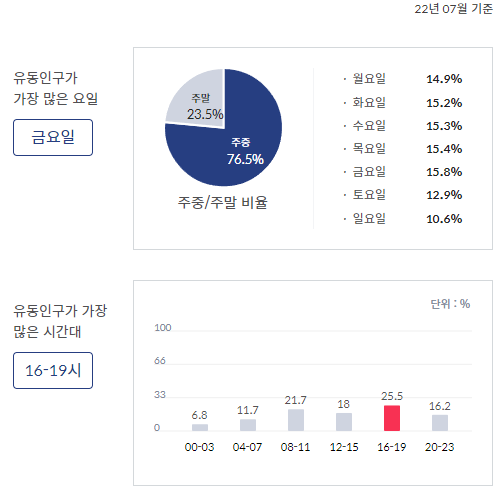 22년 07월 기준
유동인구가
가장 많은 요일
금요일
주말
23.5%
주중
76.5%
주중/주말 비율
· 월요일 14.9%
· 화요일 15.2%
· 수요일 15.3%
· 목요일 15.4%
· 금요일 15.8%
· 토요일 12.9%
· 일요일 10.6%
유동인구가 가장
많은 시간대
16-19시
단위 : %
100
66
33
0
6.8
11.7
21.7
18
25.5
16.2
00-03 04-07 08-11 12-15 16-19 20-23